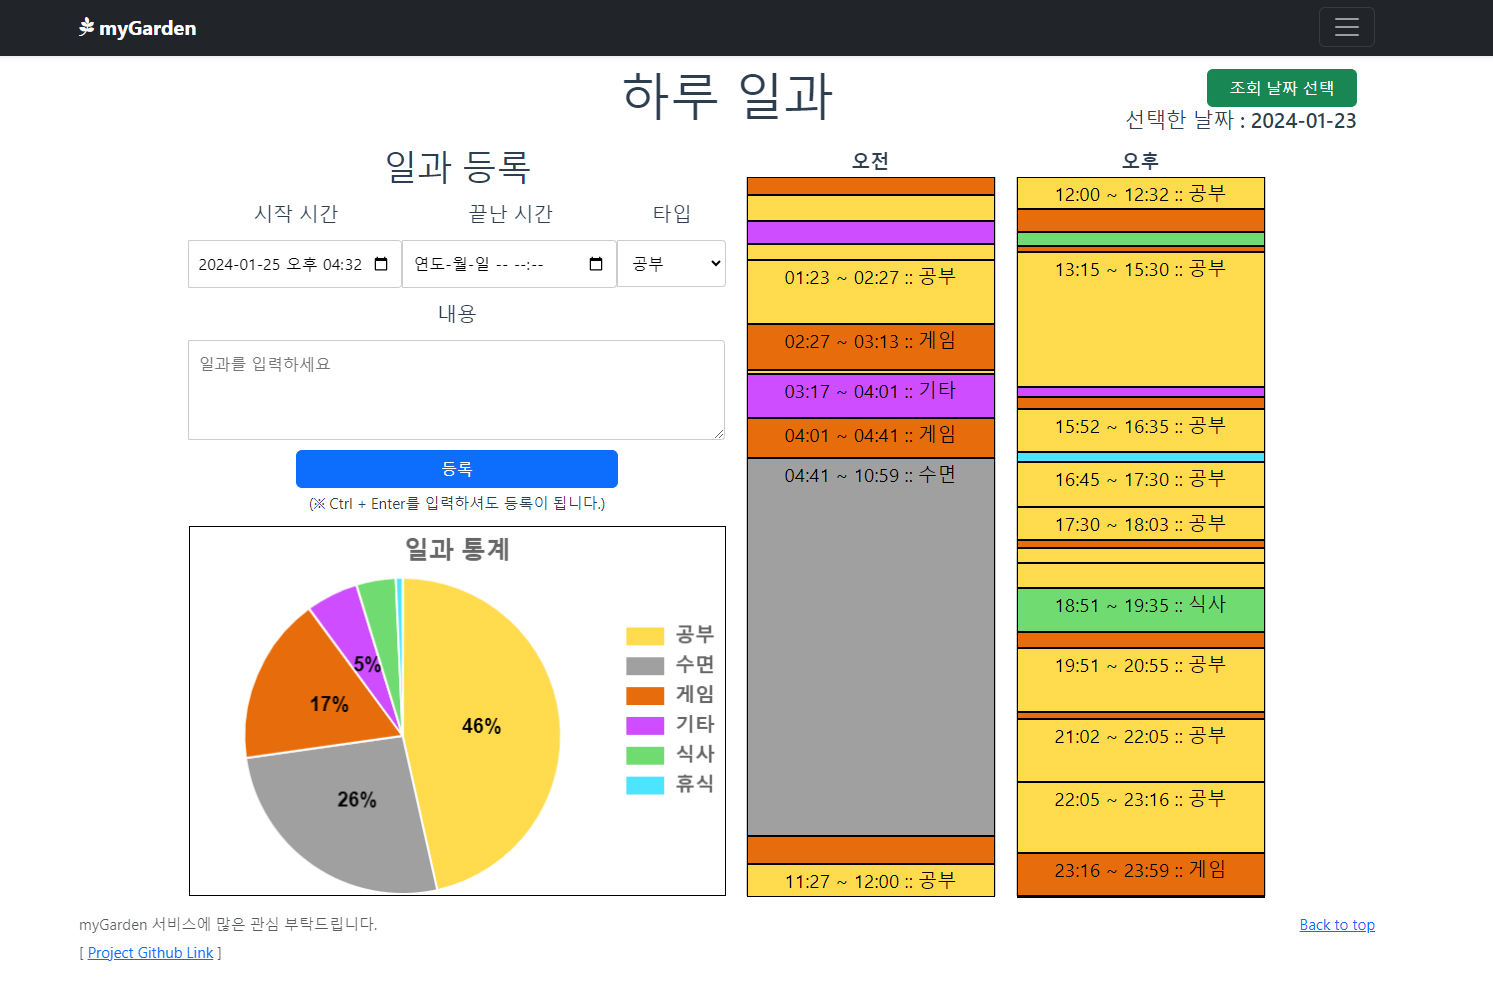 myGarden
하루 일과
조회 날짜 선택
선택한 날짜 : 2024-01-23
일과 등록
시작 시간
끝난 시간
타입
2024-01-25 오후 04:32
연도-월-일 -- --:--
공부
내용
일과를 입력하세요
등록
(※ Ctrl + Enter를 입력하셔도 등록이 됩니다.)
일과 통계
46%
26%
17%
5%
공부
수면
게임
기타
식사
휴식
오전
01:23 ~ 02:27 :: 공부
02:27 ~ 03:13 :: 게임
03:17 ~ 04:01 :: 기타
04:01 ~ 04:41 :: 게임
04:41 ~ 10:59 :: 수면
11:27 ~ 12:00 :: 공부
오후
12:00 ~ 12:32 :: 공부
13:15 ~ 15:30 :: 공부
15:52 ~ 16:35 :: 공부
16:45 ~ 17:30 :: 공부
17:30 ~ 18:03 :: 공부
18:51 ~ 19:35 :: 식사
19:51 ~ 20:55 :: 공부
21:02 ~ 22:05 :: 공부
22:05 ~ 23:16 :: 공부
23:16 ~ 23:59 :: 게임
myGarden 서비스에 많은 관심 부탁드립니다.
Back to top
[ Project Github Link ]